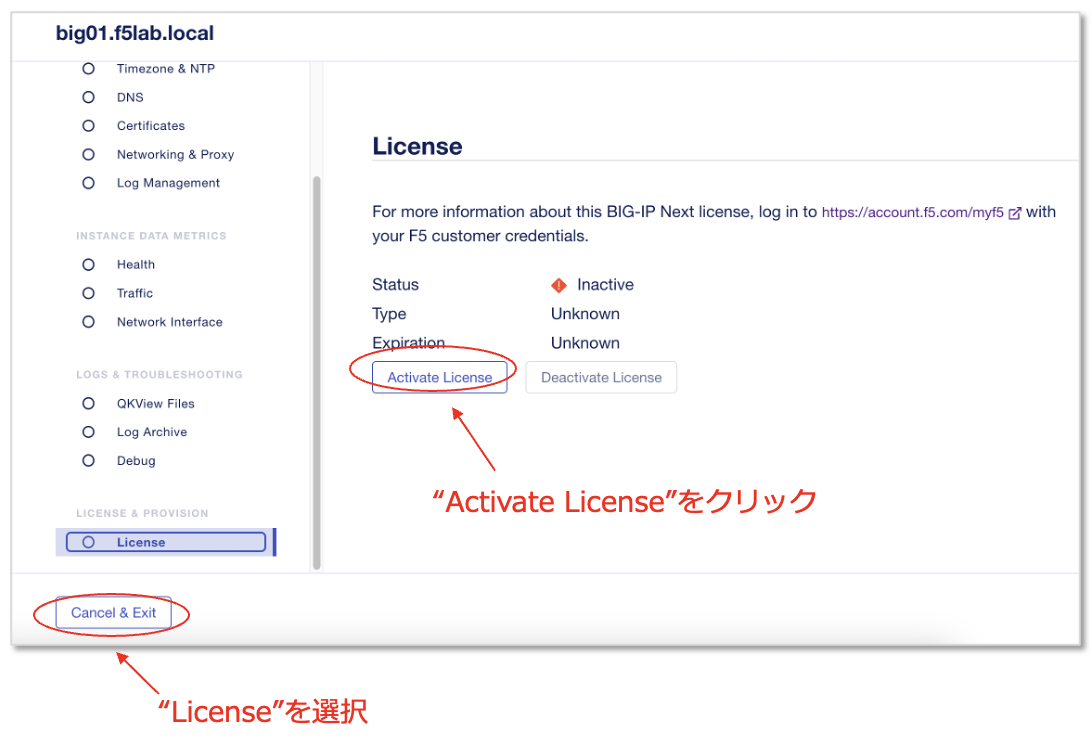 big01.f5lab.local
Timezone & NTP
DNS
Certificates
Networking & Proxy
Log Management
INSTANCE DATA METRICS
Health
Traffic
Network Interface
LOGS & TROUBLESHOOTING
QKView Files
Log Archive
Debug
LICENSE & PROVISION
License
License
For more information about this BIG-IP Next license, log in to https://account.f5.com/myf5 with
your F5 customer credentials.
Status Inactive
Type Unknown
Expiration Unknown
Activate License Deactivate License
“Activate License”をクリック
Cancel & Exit
“License”を選択